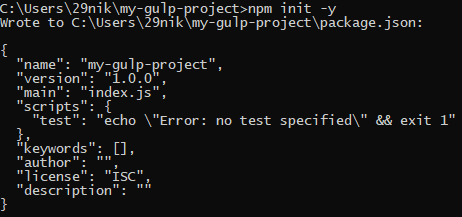 C:\Users\29nik\my-gulp-project>npm init -y
Wrote to C:\Users\29nik\my-gulp-project\package.json:

{
  "name": "my-gulp-project",
  "version": "1.0.0",
  "main": "index.js",
  "scripts": {
    "test": "echo \"Error: no test specified\" && exit 1"
  },
  "keywords": [],
  "author": "",
  "license": "ISC",
  "description": ""
}